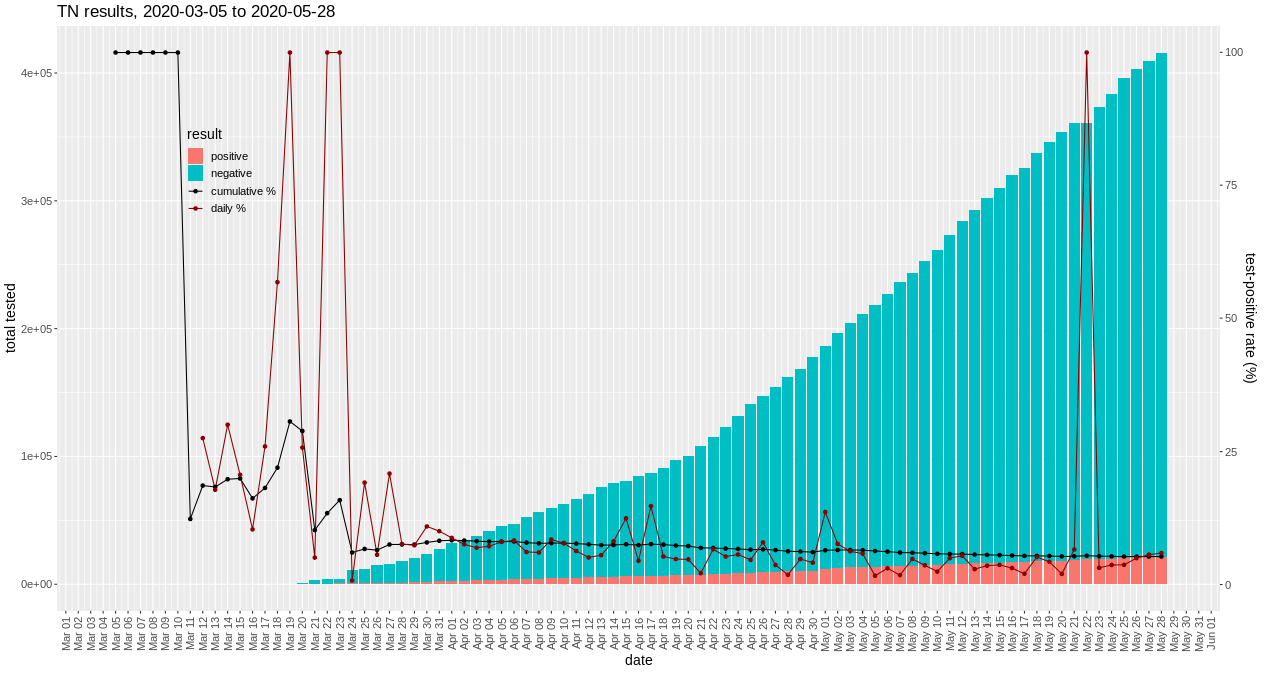 TN results, 2020-03-05 to 2020-05-28
4e+05
3e+05
2e+05
1e+05
0e+00
total tested
result
positive
negative
cumulative %
daily %
100
75
50
25
0
test-positive rate (%)
Mar 01
Mar 02
Mar 03
Mar 04
Mar 05
Mar 06
Mar 07
Mar 08
Mar 09
Mar 10
Mar 11
Mar 12
Mar 13
Mar 14
Mar 15
Mar 16
Mar 17
Mar 18
Mar 19
Mar 20
Mar 21
Mar 22
Mar 23
Mar 24
Mar 25
Mar 26
Mar 27
Mar 28
Mar 29
Mar 30
Mar 31
Apr 01
Apr 02
Apr 03
Apr 04
Apr 05
Apr 06
Apr 07
Apr 08
Apr 09
Apr 10
Apr 11
Apr 12
Apr 13
Apr 14
Apr 15
Apr 16
Apr 17
Apr 18
Apr 19
Apr 20
Apr 21
Apr 22
Apr 23
Apr 24
Apr 25
Apr 26
Apr 27
Apr 28
Apr 29
Apr 30
May 01
May 02
May 03
May 04
May 05
May 06
May 07
May 08
May 09
May 10
May 11
May 12
May 13
May 14
May 15
May 16
May 17
May 18
May 19
May 20
May 21
May 22
May 23
May 24
May 25
May 26
May 27
May 28
May 29
May 30
May 31
Jun 01
date